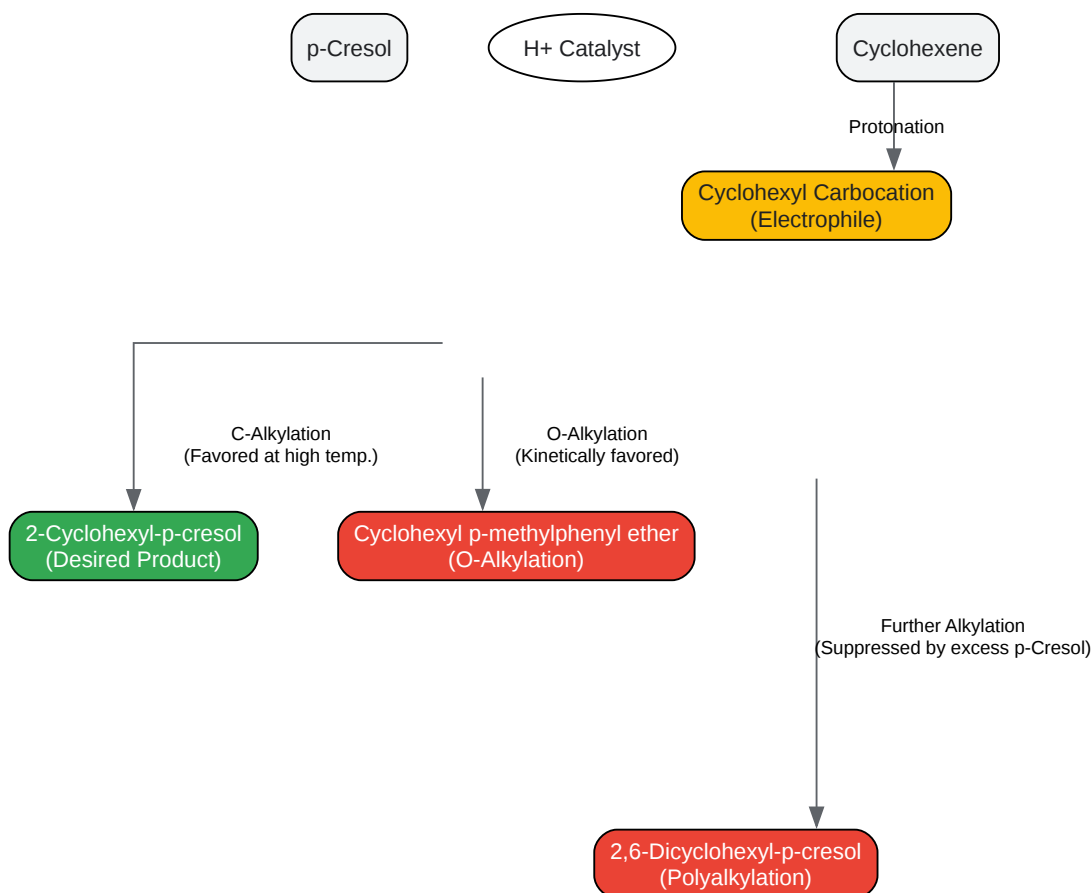 p-Cresol
H+ Catalyst
Cyclohexene
Protonation
Cyclohexyl Carbocation
(Electrophile)
C-Alkylation
(Favored at high temp.)
O-Alkylation
(Kinetically favored)
2-Cyclohexyl-p-cresol
(Desired Product)
Cyclohexyl p-methylphenyl ether
(O-Alkylation)
Further Alkylation
(Suppressed by excess p-Cresol)
2,6-Dicyclohexyl-p-cresol
(Polyalkylation)